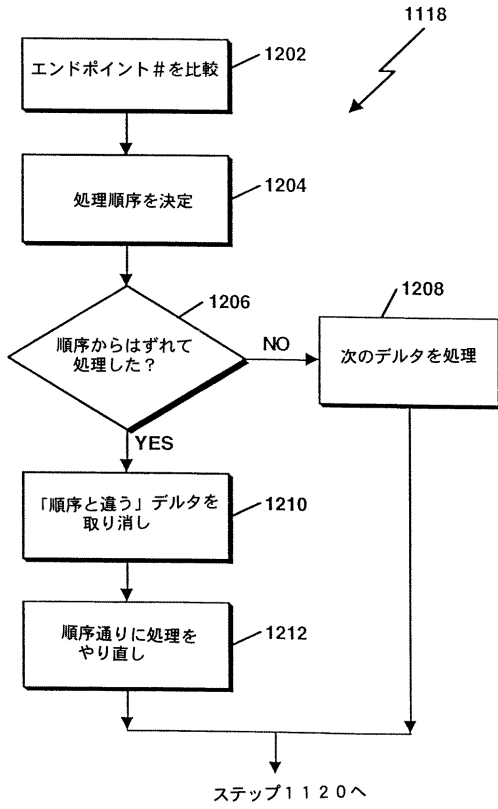 1118
エンドポイント＃を比較
1202
処理順序を決定
1204
順序からはずれて
処理した？
1206
NO
1208
次のデルタを処理
YES
「順序と違う」デルタを
取り消し
1210
順序通りに処理を
やり直し
1212
ステップ１１２０へ